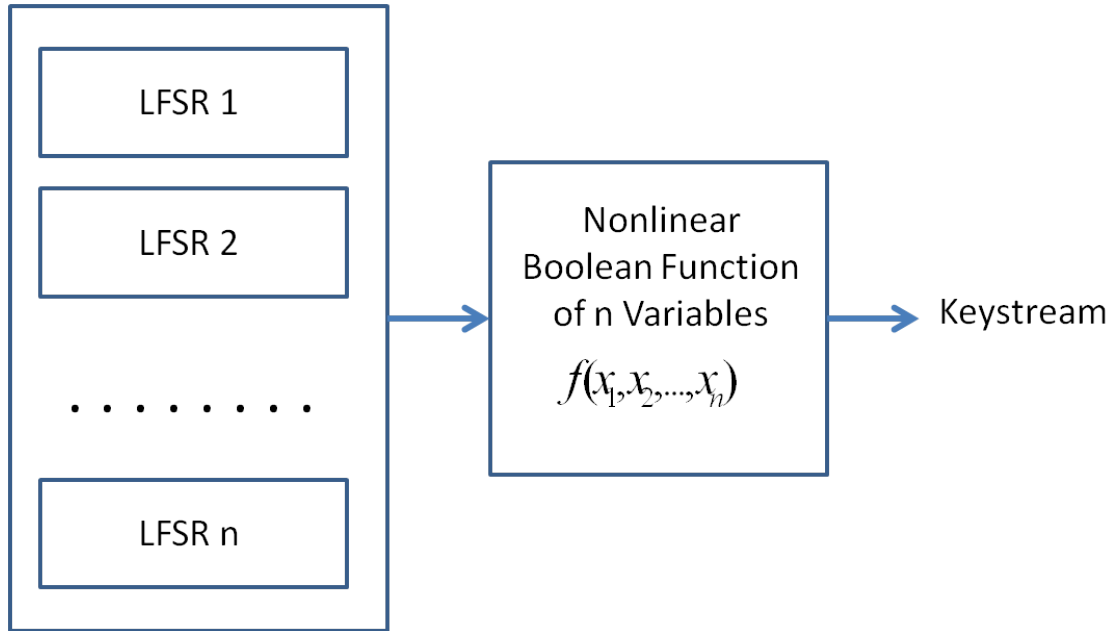 LFSR 1
LFSR 2
. . . . . . . .
LFSR n
Nonlinear
Boolean Function
of n Variables
f(x₁,x₂,...,xₙ)
Keystream